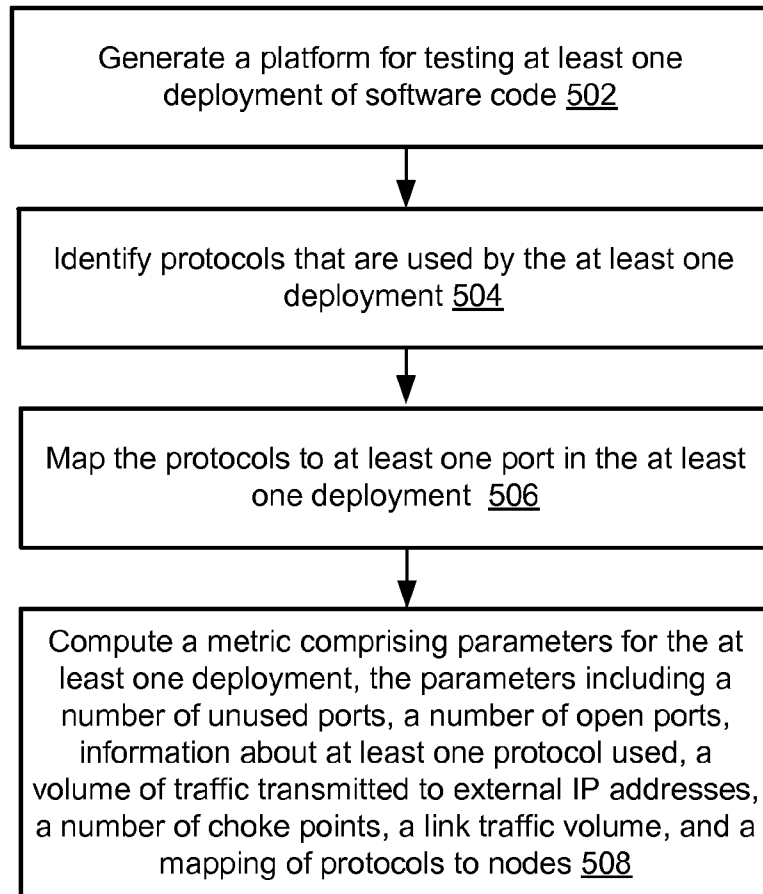 Generate a platform for testing at least one
deployment of software code 502
Identify protocols that are used by the at least one
deployment 504
Map the protocols to at least one port in the at least
one deployment 506
Compute a metric comprising parameters for the at
least one deployment, the parameters including a
number of unused ports, a number of open ports,
information about at least one protocol used, a
volume of traffic transmitted to external IP addresses,
a number of choke points, a link traffic volume, and a
mapping of protocols to nodes 508